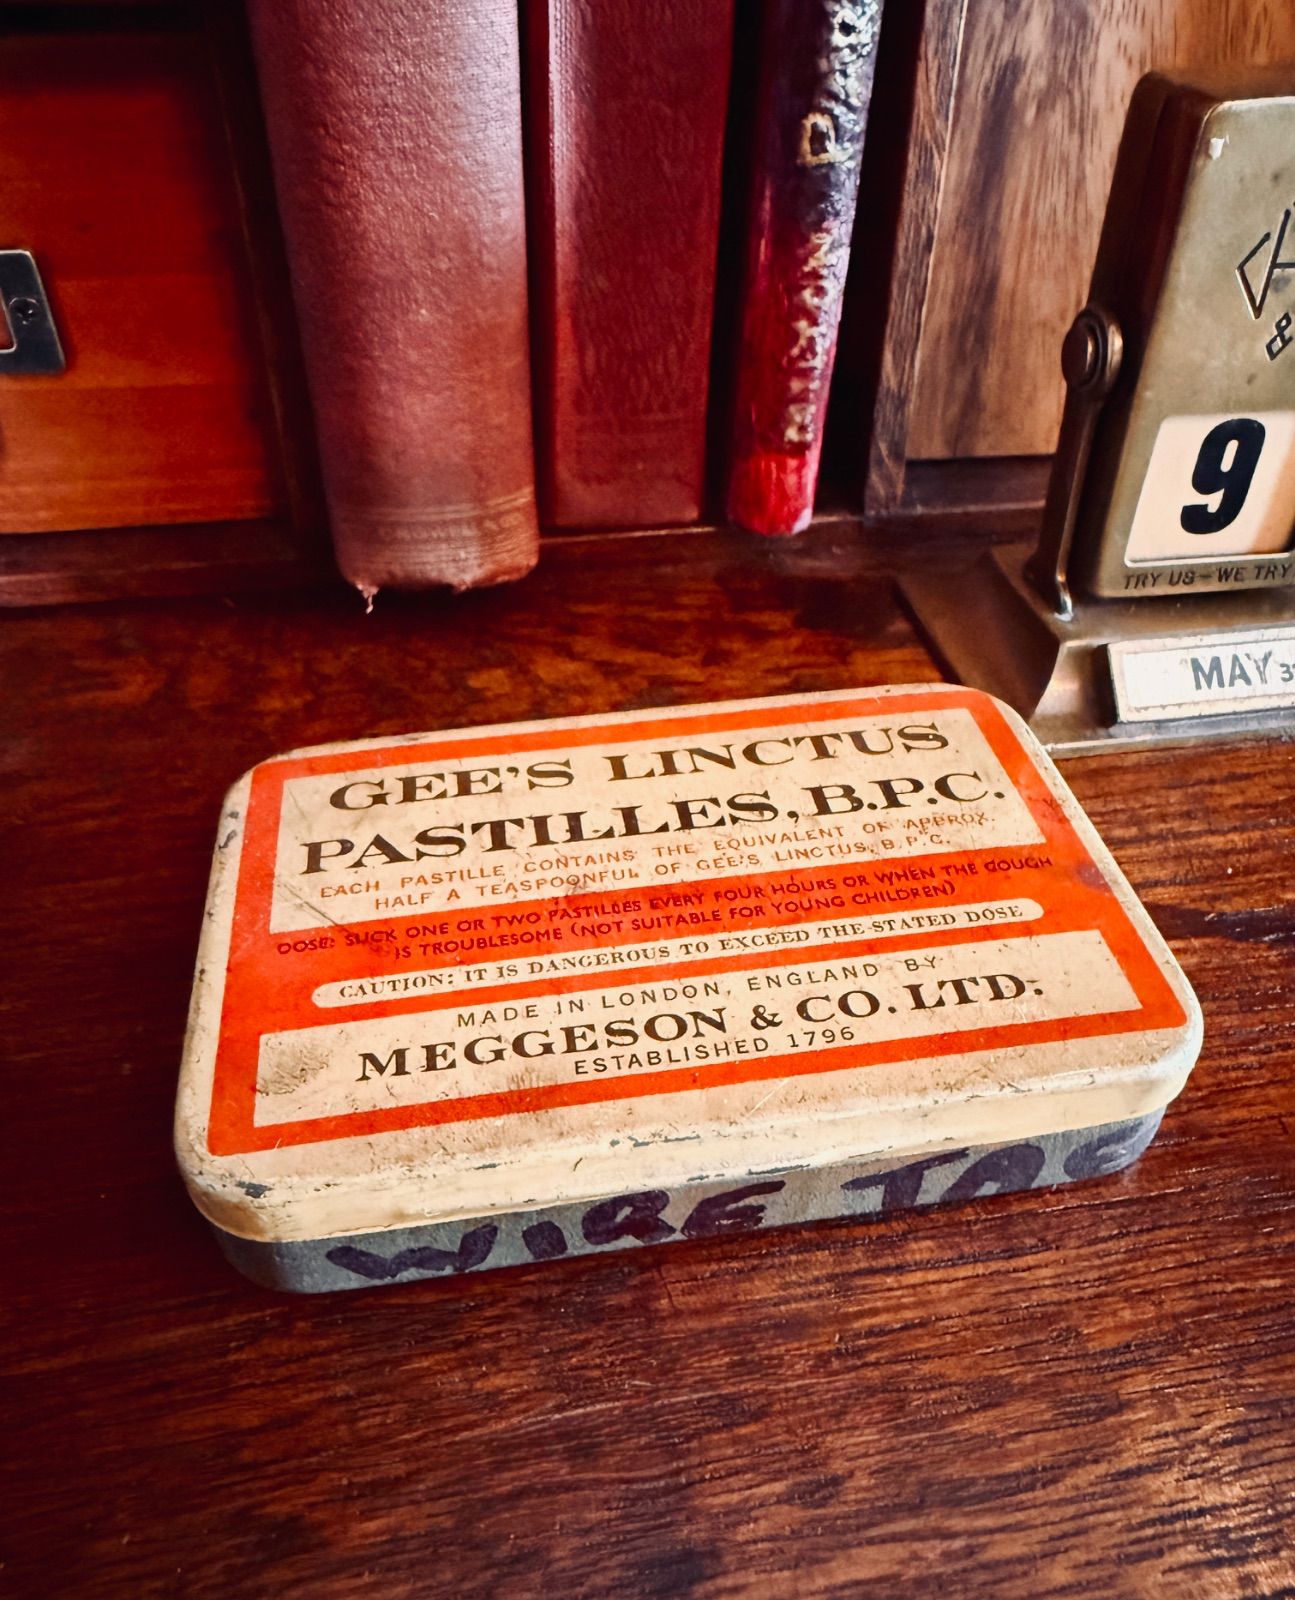 GEE'S LINCTUS
PASTILLES, B.P.C.
EACH PASTILLE CONTAINS THE EQUIVALENT OF APPROX.
HALF A TEASPOONFUL OF GEE'S LINCTUS, B.P.C.
DOSE: SUCK ONE OR TWO PASTILLES EVERY FOUR HOURS OR WHEN THE COUGH
IS TROUBLESOME (NOT SUITABLE FOR YOUNG CHILDREN)
CAUTION: IT IS DANGEROUS TO EXCEED THE STATED DOSE
MADE IN LONDON, ENGLAND BY
MEGGESON & CO. LTD.
ESTABLISHED 1796
WIRE
9
TRY US—WE TRY
MAY
&